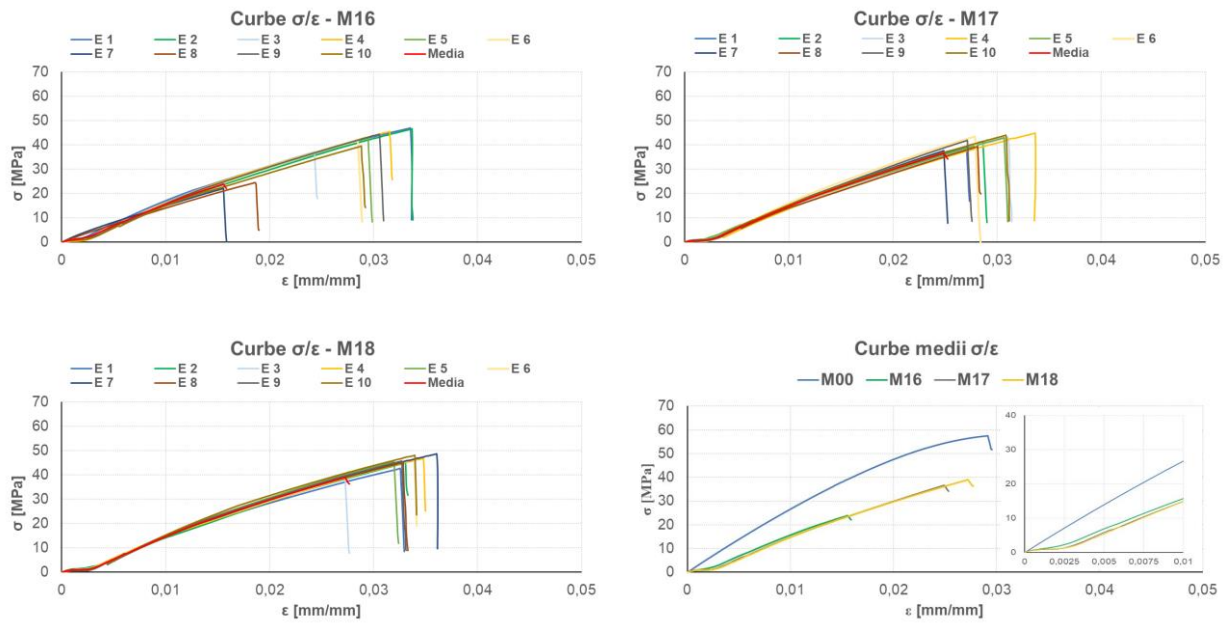 Curbe σ/ε - M16
E 1 E 2 E 3 E 4 E 5 E 6
E 7 E 8 E 9 E 10 Media
70
60
50
40
30
20
10
0
σ [MPa]
0 0,01 0,02 0,03 0,04 0,05
ε [mm/mm]
Curbe σ/ε - M17
E 1 E 2 E 3 E 4 E 5 E 6
E 7 E 8 E 9 E 10 Media
70
60
50
40
30
20
10
0
σ [MPa]
0 0,01 0,02 0,03 0,04 0,05
ε [mm/mm]
Curbe σ/ε - M18
E 1 E 2 E 3 E 4 E 5 E 6
E 7 E 8 E 9 E 10 Media
70
60
50
40
30
20
10
0
σ [MPa]
0 0,01 0,02 0,03 0,04 0,05
ε [mm/mm]
Curbe medii σ/ε
M00 M16 M17 M18
70
60
50
40
30
20
10
0
σ [MPa]
0 0,01 0,02 0,03 0,04 0,05
ε [mm/mm]
40
30
20
10
0
0 0,0025 0,005 0,0075 0,01